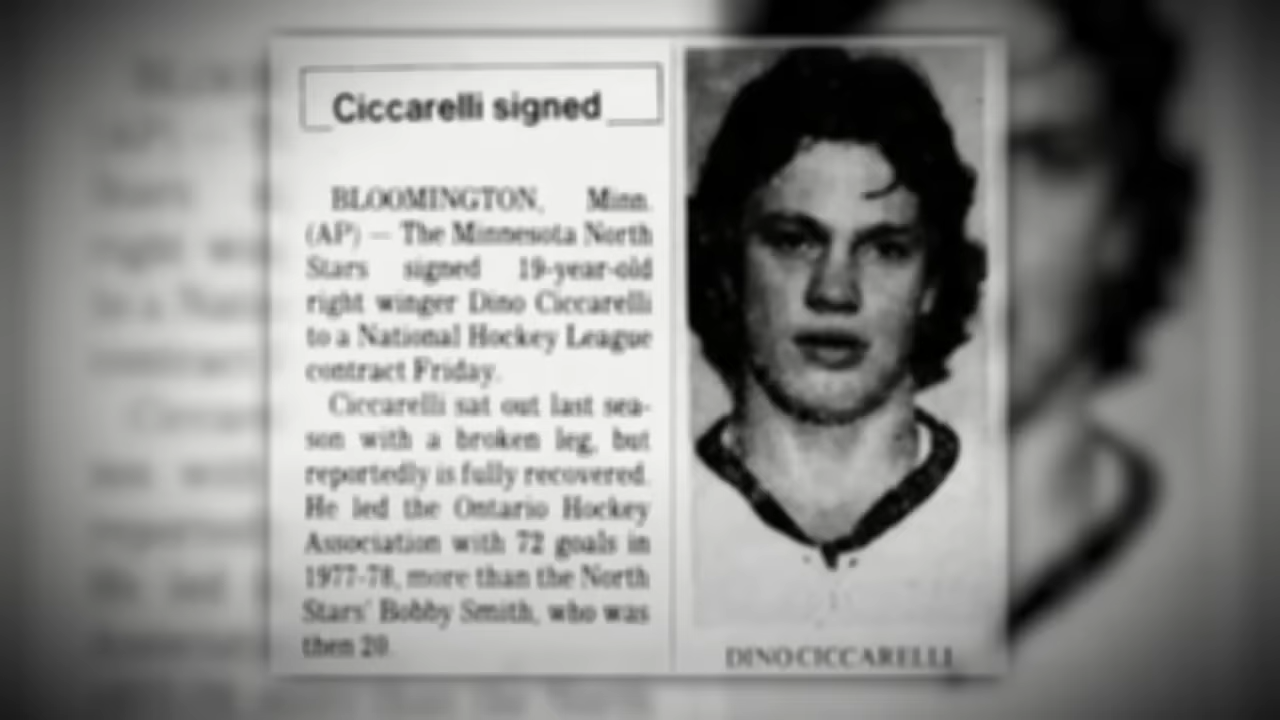 Ciccarelli signed
BLOOMINGTON, Minn.
(AP) — The Minnesota North
Stars signed 19-year-old
right winger Dino Ciccarelli
to a National Hockey League
contract Friday.
Ciccarelli sat out last sea-
son with a broken leg, but
reportedly is fully recovered.
He led the Ontario Hockey
Association with 72 goals in
1977-78, more than the North
Stars' Bobby Smith, who was
then 20.
DINO CICCARELLI